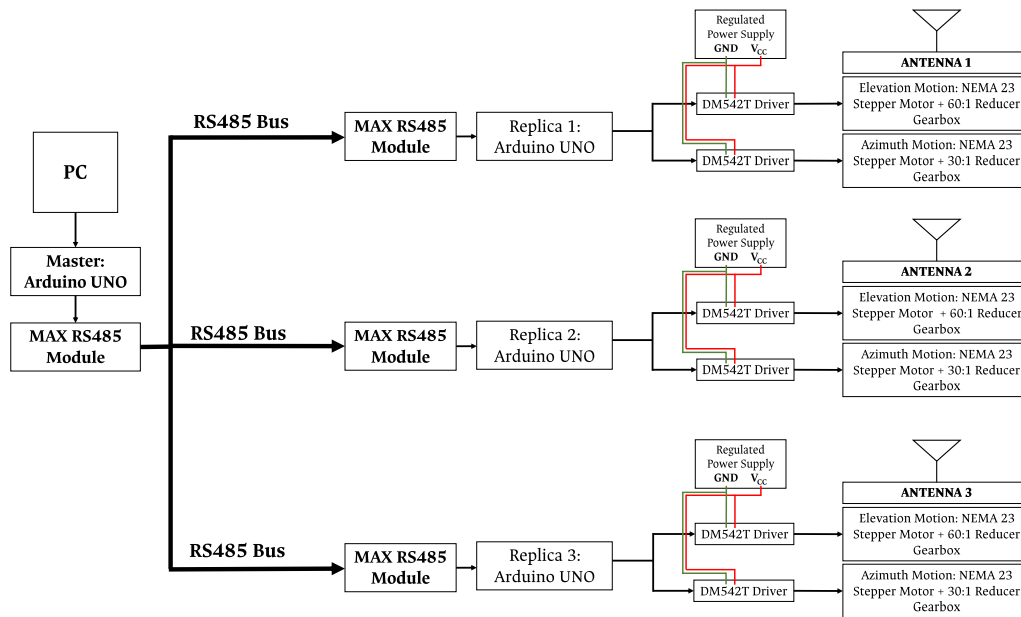 PC
Master:
Arduino UNO
MAX RS485
Module
RS485 Bus
MAX RS485
Module
Replica 1:
Arduino UNO
Regulated
Power Supply
GND VCC
DM542T Driver
DM542T Driver
ANTENNA 1
Elevation Motion: NEMA 23
Stepper Motor + 60:1 Reducer
Gearbox
Azimuth Motion: NEMA 23
Stepper Motor + 30:1 Reducer
Gearbox
RS485 Bus
MAX RS485
Module
Replica 2:
Arduino UNO
Regulated
Power Supply
GND VCC
DM542T Driver
DM542T Driver
ANTENNA 2
Elevation Motion: NEMA 23
Stepper Motor + 60:1 Reducer
Gearbox
Azimuth Motion: NEMA 23
Stepper Motor + 30:1 Reducer
Gearbox
RS485 Bus
MAX RS485
Module
Replica 3:
Arduino UNO
Regulated
Power Supply
GND VCC
DM542T Driver
DM542T Driver
ANTENNA 3
Elevation Motion: NEMA 23
Stepper Motor + 60:1 Reducer
Gearbox
Azimuth Motion: NEMA 23
Stepper Motor + 30:1 Reducer
Gearbox